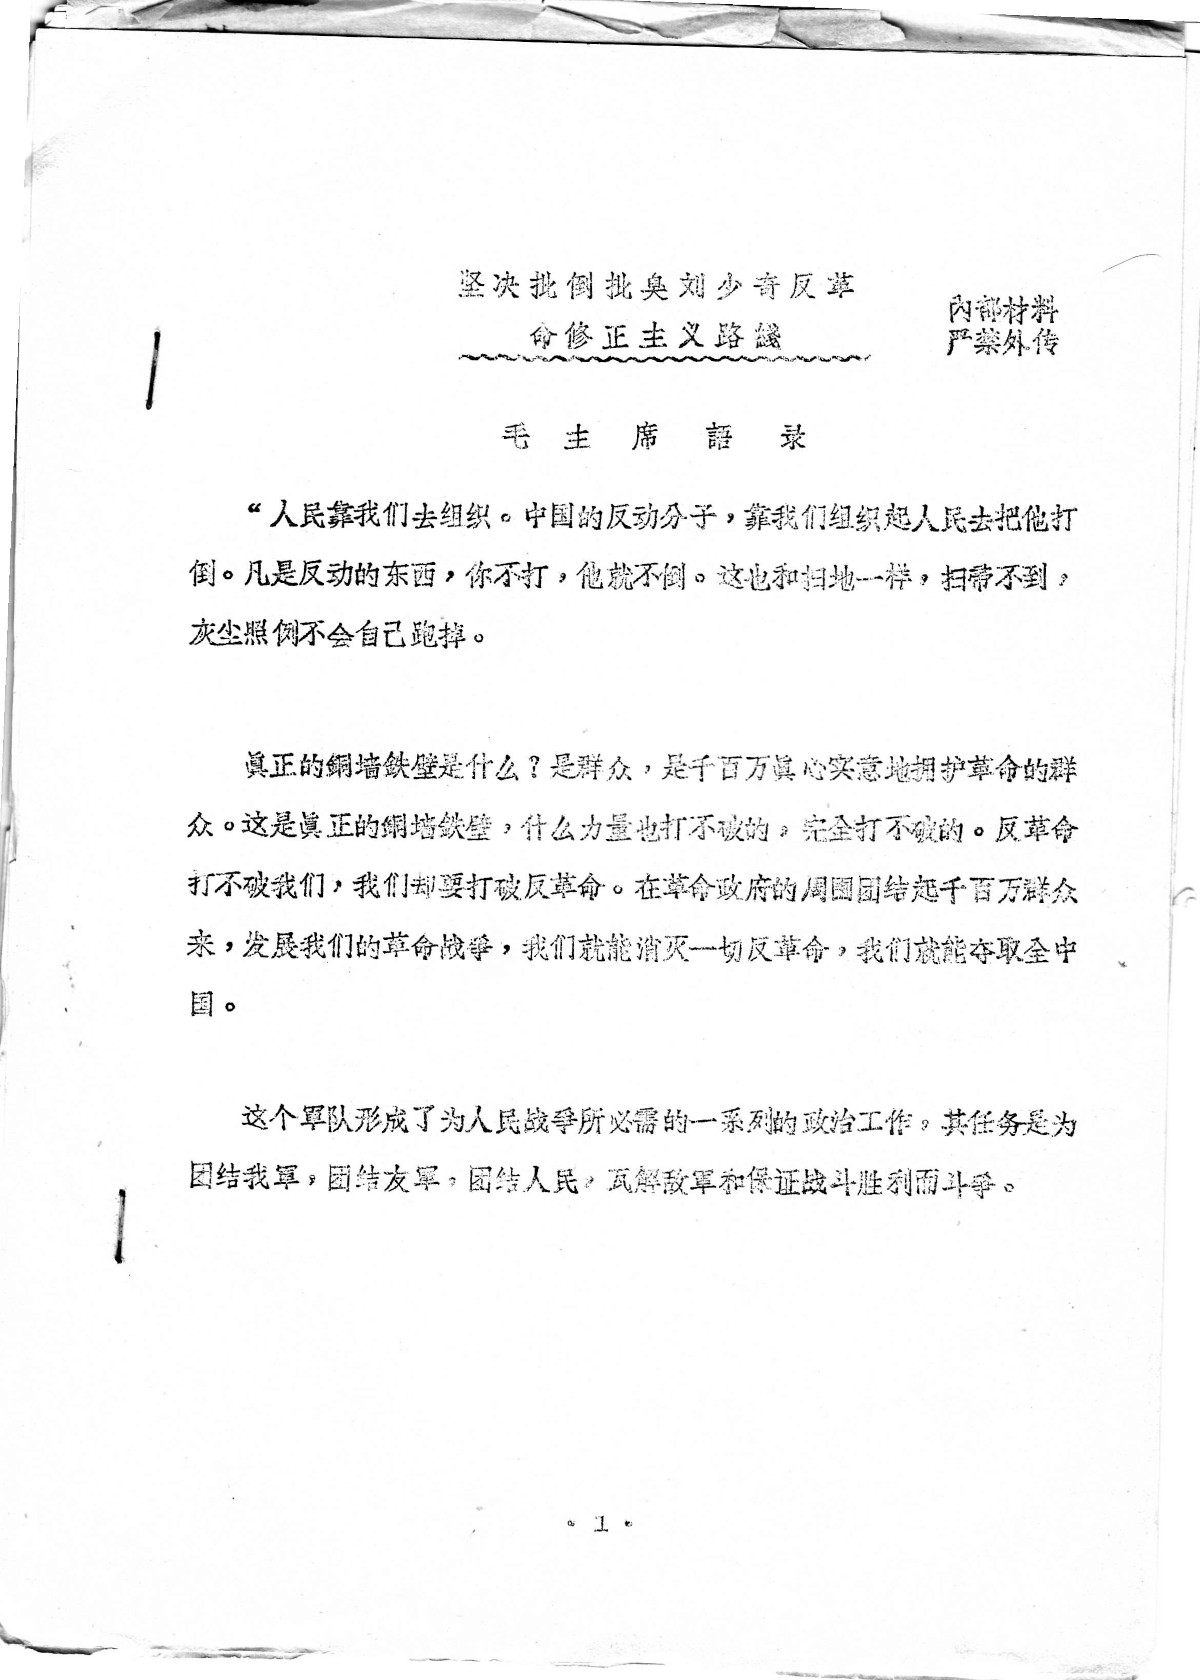 坚决批倒批臭刘少奇反革
命修正主义路綫
內部材料
严禁外传
毛主席語录
“人民靠我们去组织。中国的反动分子，靠我们组织起人民去把他打
倒。凡是反动的东西，你不打，他就不倒。这也和扫地一样，扫帚不到，
灰尘照例不会自己跑掉。
眞正的銅墙鉄壁是什么？是群众，是千百万眞心实意地拥护革命的群
众。这是眞正的銅墙鉄壁，什么力量也打不破的，完全打不破的。反革命
打不破我们，我们却要打破反革命。在革命政府的周圍团结起千百万群众
来，发展我们的革命战爭，我们就能消灭一切反革命，我们就能夺取全中
国。
这个軍队形成了为人民战爭所必需的一系列的政治工作，其任务是为
团结我軍，团结友軍，团结人民，瓦解敌軍和保证战斗胜利而斗爭。
·1·